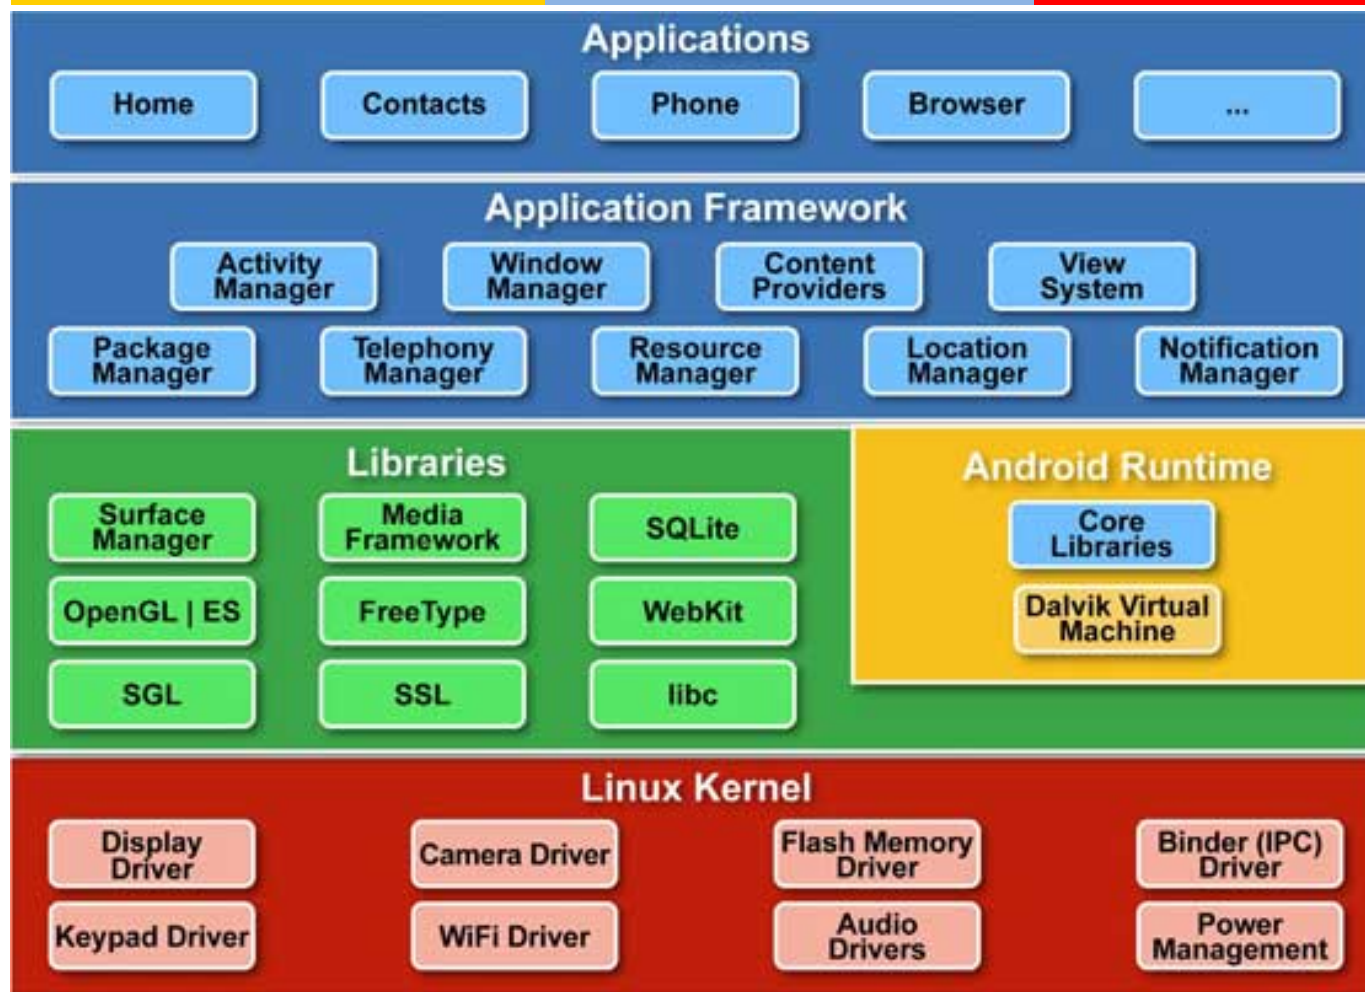 Applications
Home
Contacts
Phone
Browser
...
Application Framework
Activity
Manager
Window
Manager
Content
Providers
View
System
Package
Manager
Telephony
Manager
Resource
Manager
Location
Manager
Notification
Manager
Libraries
Surface
Manager
Media
Framework
SQLite
OpenGL | ES
FreeType
WebKit
SGL
SSL
libc
Android Runtime
Core
Libraries
Dalvik Virtual
Machine
Linux Kernel
Display
Driver
Camera Driver
Flash Memory
Driver
Binder (IPC)
Driver
Keypad Driver
WiFi Driver
Audio
Drivers
Power
Management